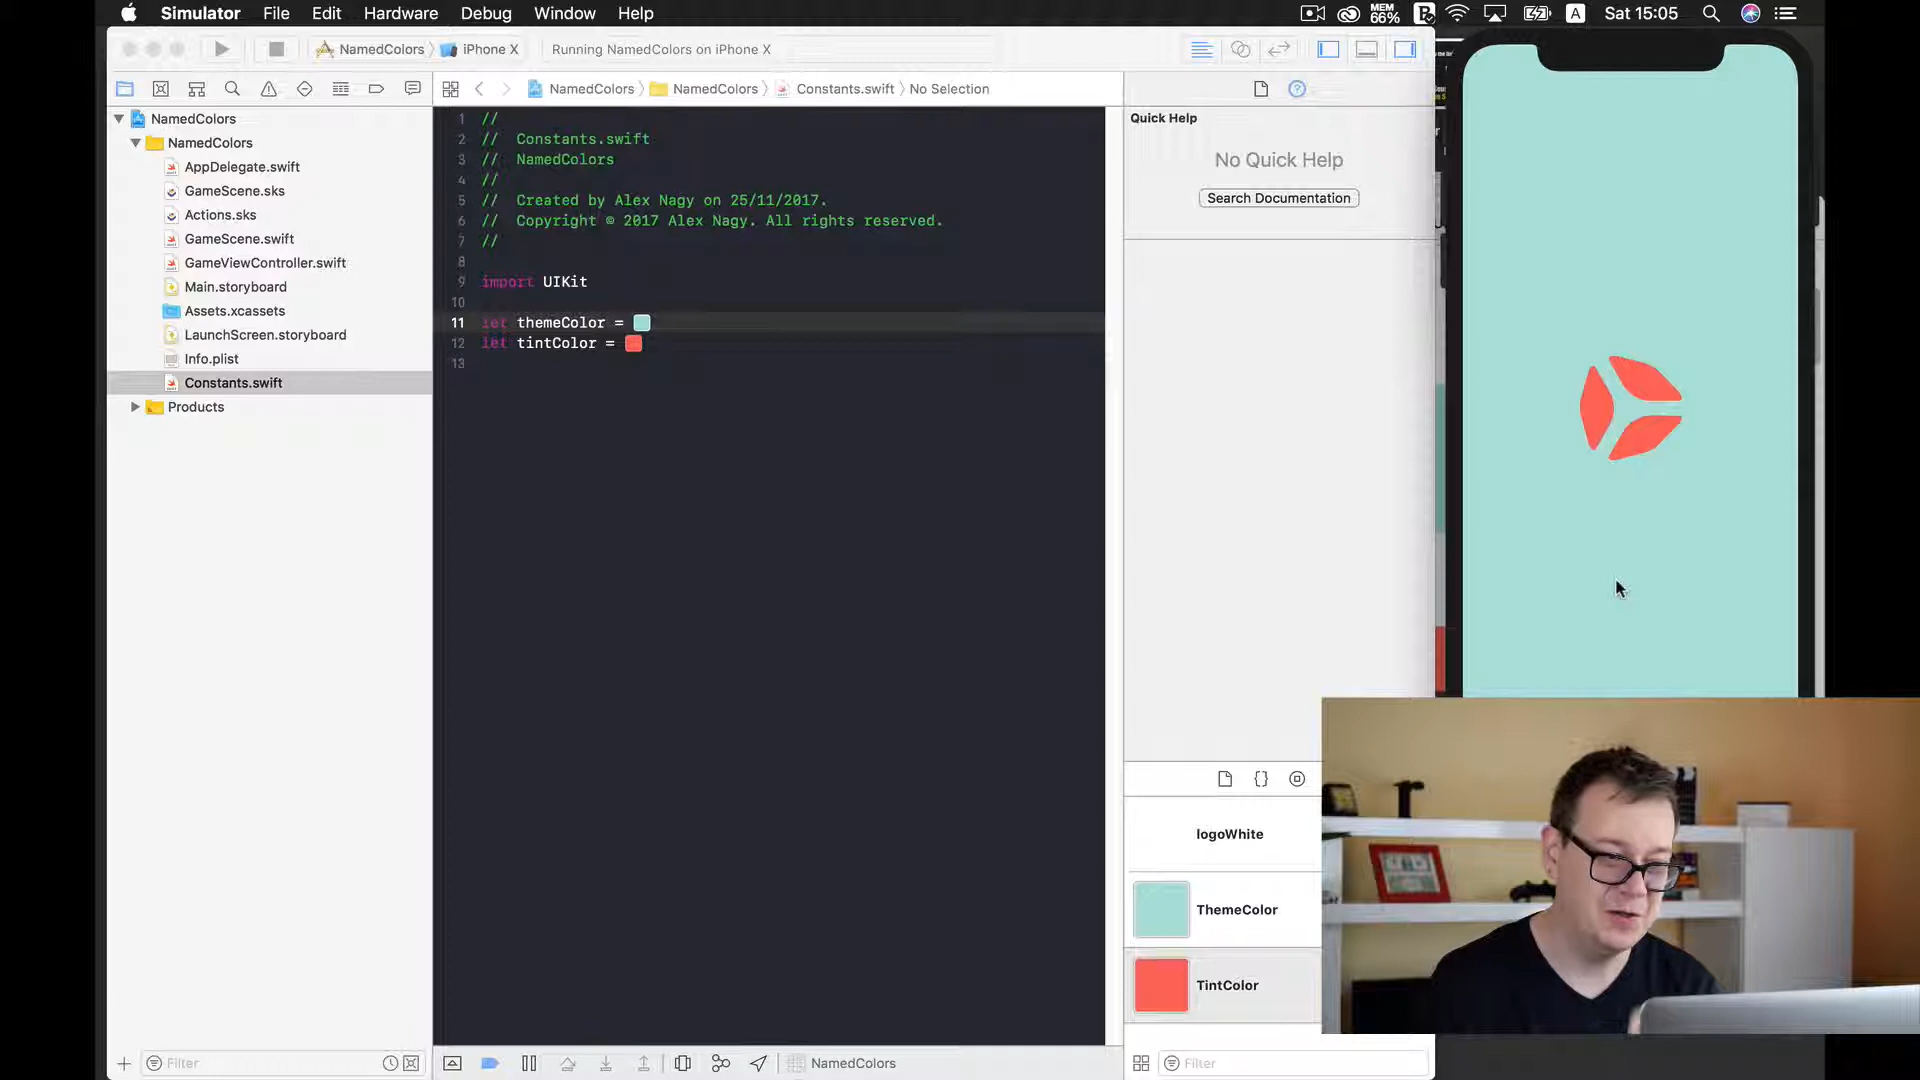 Simulator File Edit Hardware Debug Window Help
MEM 66% A Sat 15:05
NamedColors iPhone X Running NamedColors on iPhone X
NamedColors NamedColors Constants.swift No Selection
NamedColors
NamedColors
AppDelegate.swift
GameScene.sks
Actions.sks
GameScene.swift
GameViewController.swift
Main.storyboard
Assets.xcassets
LaunchScreen.storyboard
Info.plist
Constants.swift
Products
Filter
1 //
2 // Constants.swift
3 // NamedColors
4 //
5 // Created by Alex Nagy on 25/11/2017.
6 // Copyright © 2017 Alex Nagy. All rights reserved.
7 //
8
9 import UIKit
10
11 let themeColor =
12 let tintColor =
13
NamedColors
Quick Help
No Quick Help
Search Documentation
{}
logoWhite
ThemeColor
TintColor
Filter